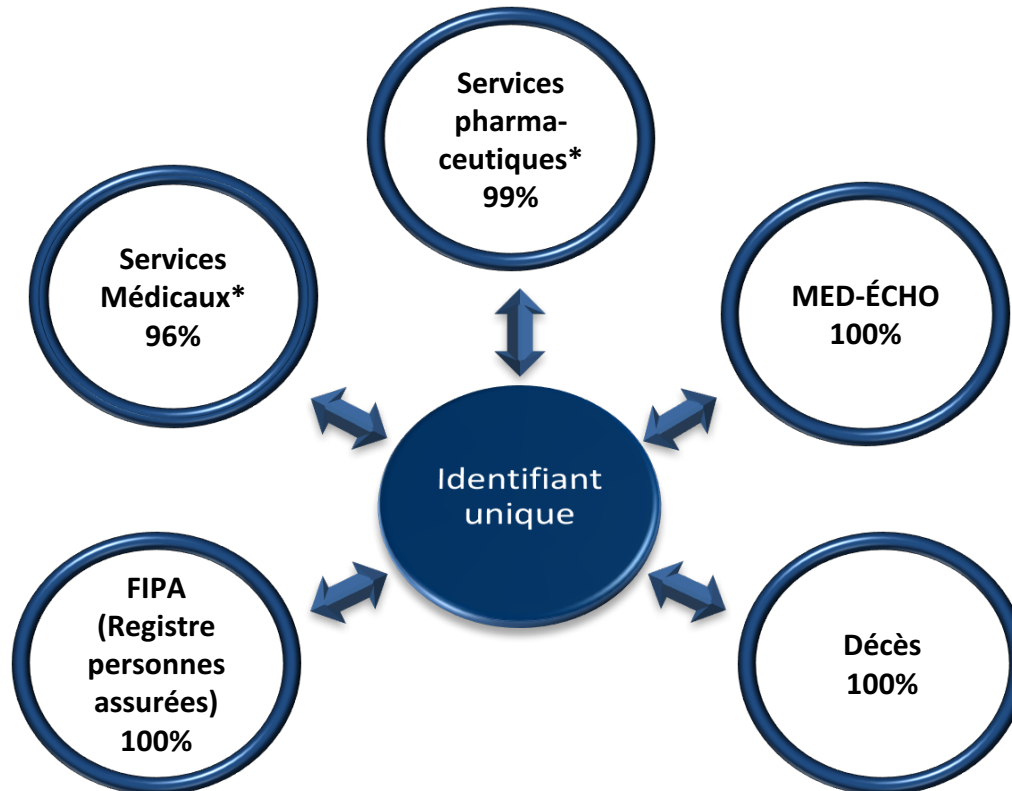 Services
pharma-
ceutiques*
99%
Services
Médicaux*
96%
MED-ÉCHO
100%
Identifiant
unique
FIPA
(Registre
personnes
assurées)
100%
Décès
100%